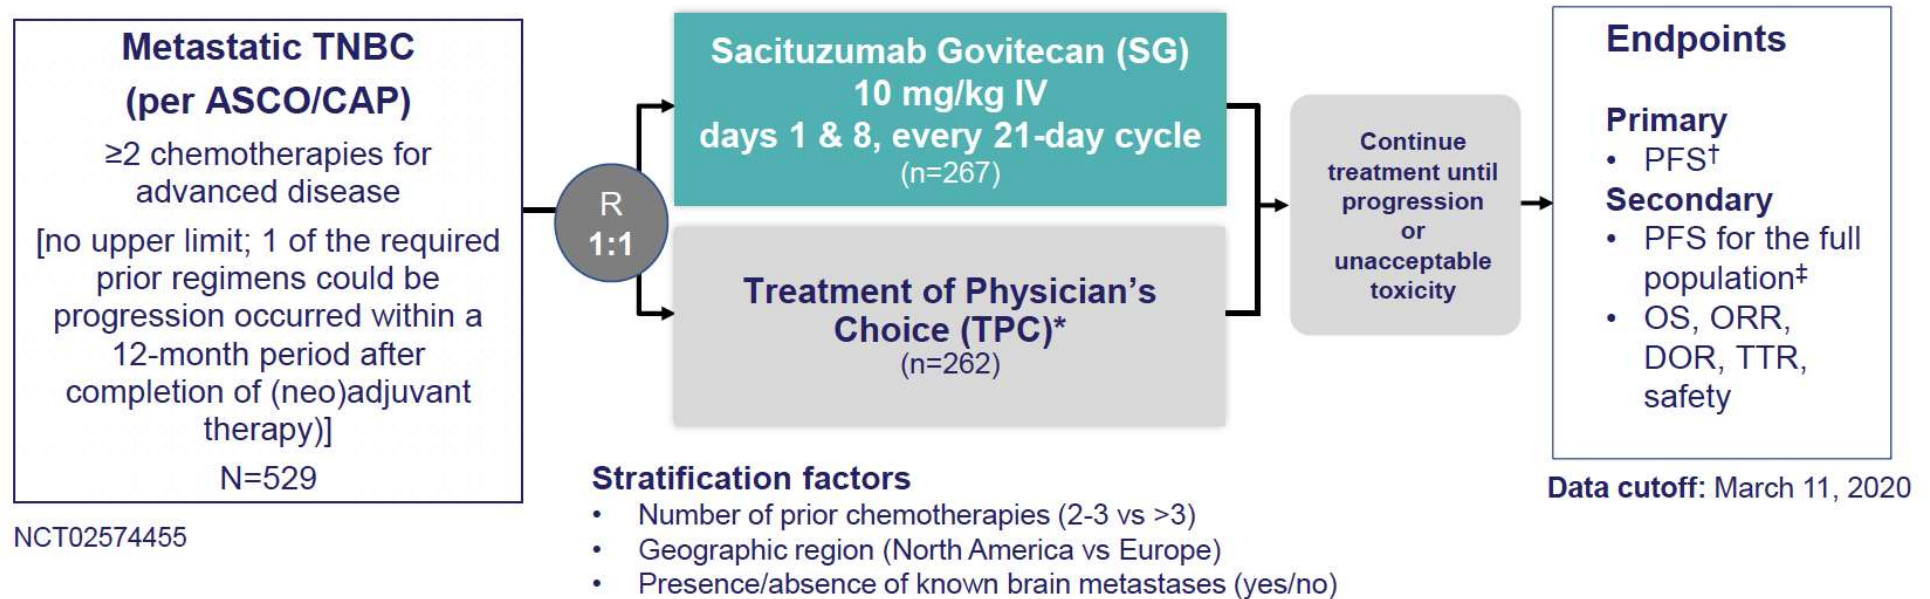 Metastatic TNBC
(per ASCO/CAP)
≥2 chemotherapies for
advanced disease
[no upper limit; 1 of the required
prior regimens could be
progression occurred within a
12-month period after
completion of (neo)adjuvant
therapy)]
N=529
NCT02574455
R
1:1
Sacituzumab Govitecan (SG)
10 mg/kg IV
days 1 & 8, every 21-day cycle
(n=267)
Treatment of Physician’s
Choice (TPC)*
(n=262)
Stratification factors
• Number of prior chemotherapies (2-3 vs >3)
• Geographic region (North America vs Europe)
• Presence/absence of known brain metastases (yes/no)
Continue
treatment until
progression
or
unacceptable
toxicity
Endpoints
Primary
• PFS†
Secondary
• PFS for the full
population‡
• OS, ORR,
DOR, TTR,
safety
Data cutoff: March 11, 2020